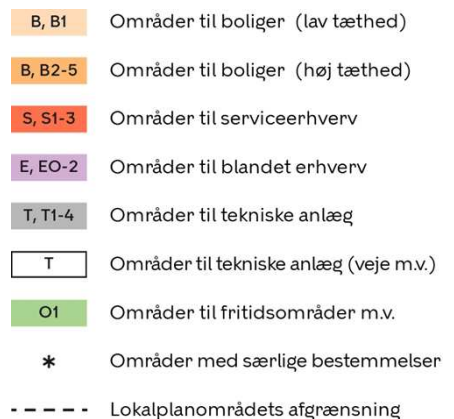 B, B1 Områder til boliger (lav tæthed)
B, B2-5 Områder til boliger (høj tæthed)
S, S1-3 Områder til serviceerhverv
E, EO-2 Områder til blandet erhverv
T, T1-4 Områder til tekniske anlæg
T Områder til tekniske anlæg (veje m.v.)
O1 Områder til fritidsområder m.v.
* Områder med særlige bestemmelser
Lokalplanområdets afgrænsning